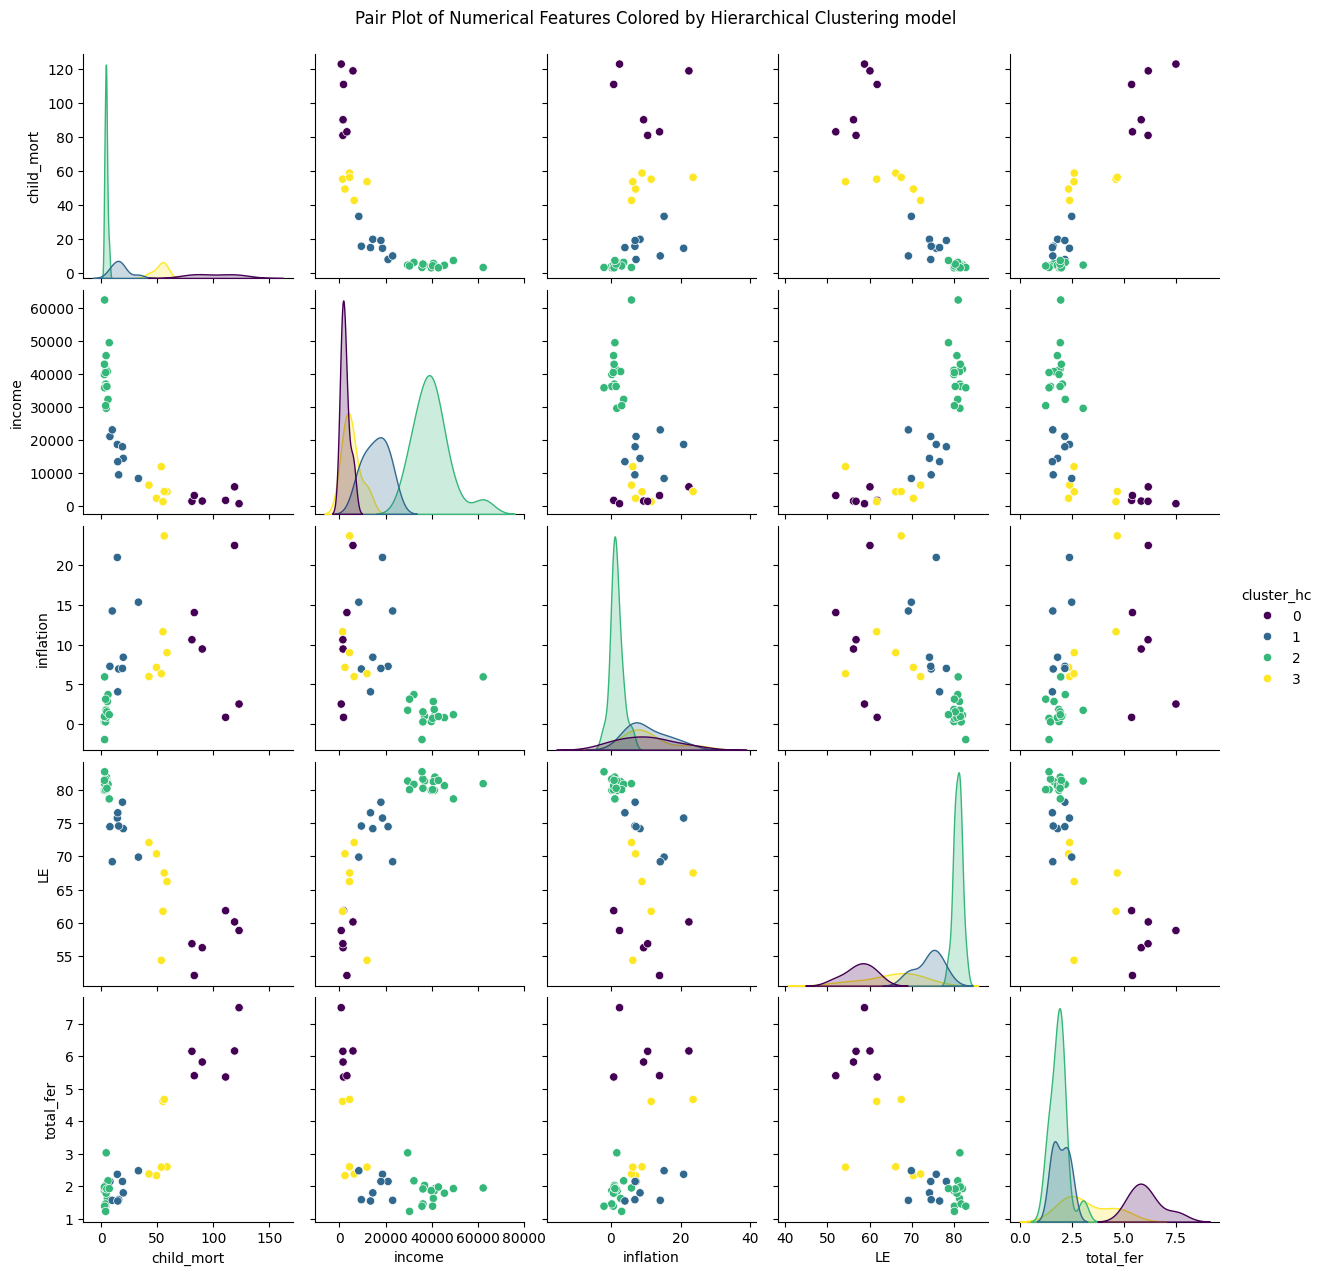 Pair Plot of Numerical Features Colored by Hierarchical Clustering model
120
100
80
60
40
20
0
child_mort
60000
50000
40000
30000
20000
10000
0
income
20
15
10
5
0
inflation
cluster_hc
0
1
2
3
80
75
70
65
60
55
LE
7
6
5
4
3
2
1
total_fer
0 50 100 150
0 20000 40000 60000 80000
0 20 40
40 50 60 70 80
0.0 2.5 5.0 7.5
child_mort income inflation LE total_fer